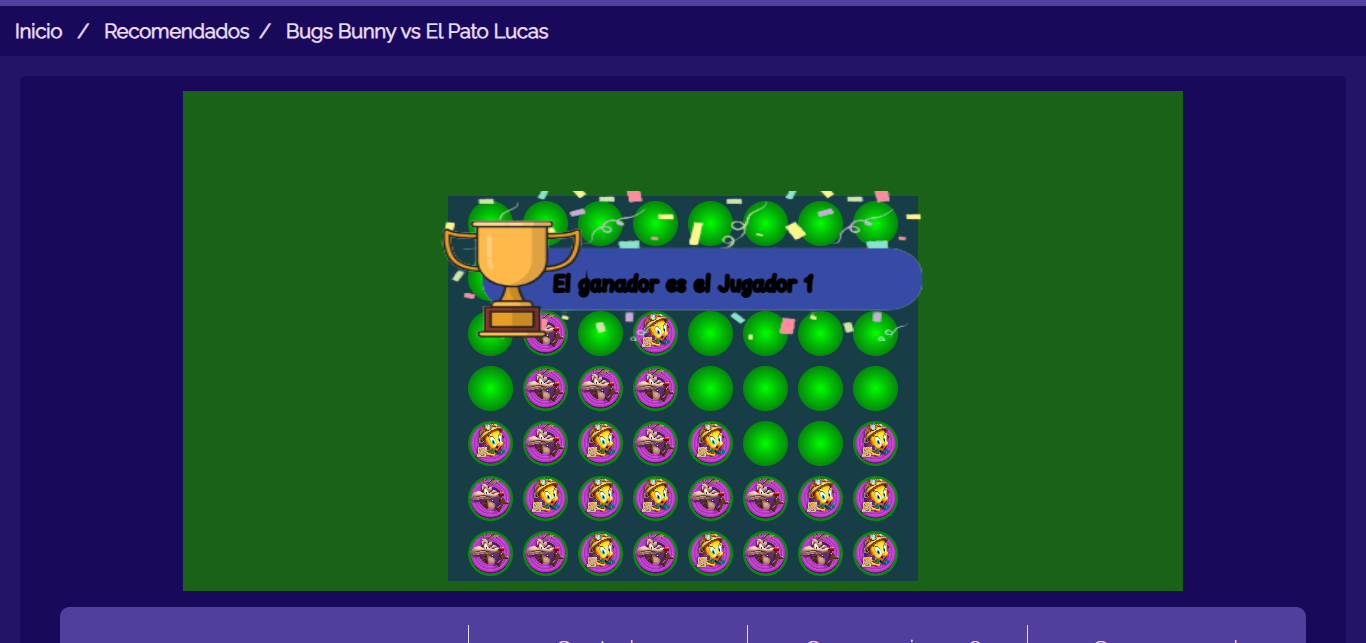 Inicio / Recomendados / Bugs Bunny vs El Pato Lucas
El ganador es el Jugador 1